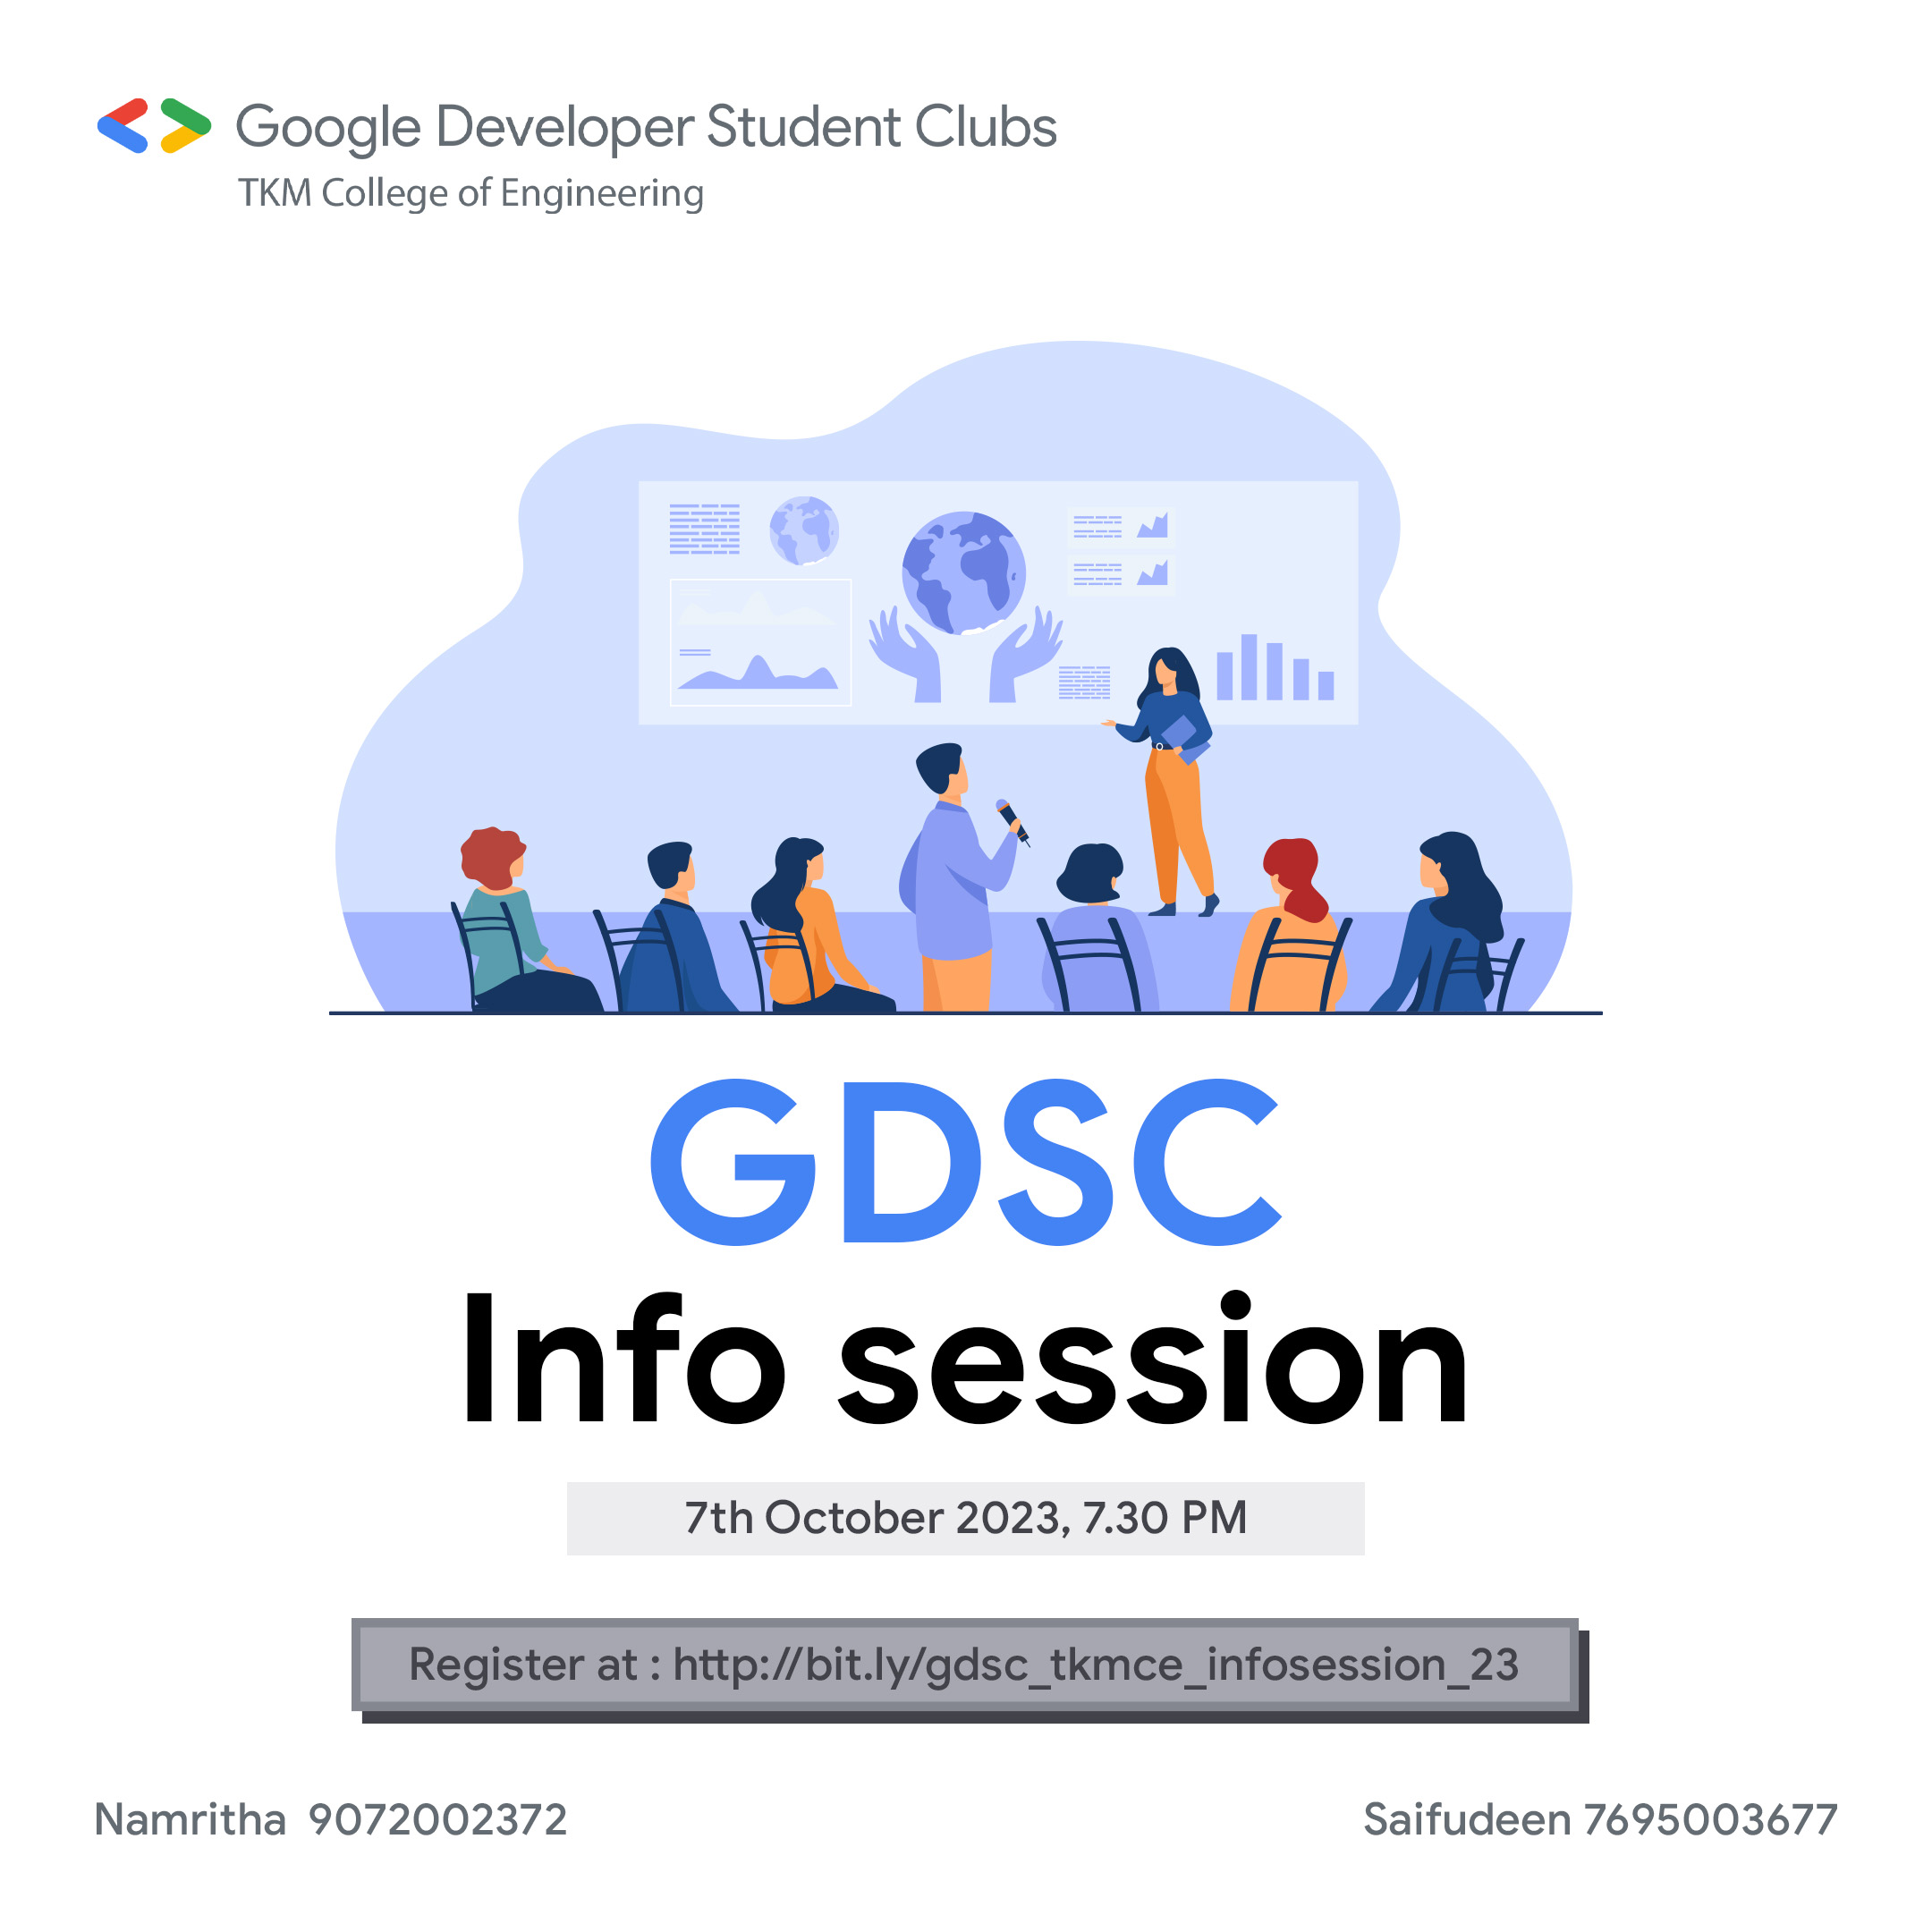 Google Developer Student Clubs
TKM College of Engineering
GDSC
Info session
7th October 2023, 7.30 PM
Register at : http://bit.ly/gdsc_tkmce_infosession_23
Namritha 9072002372
Saifudeen 7695003677